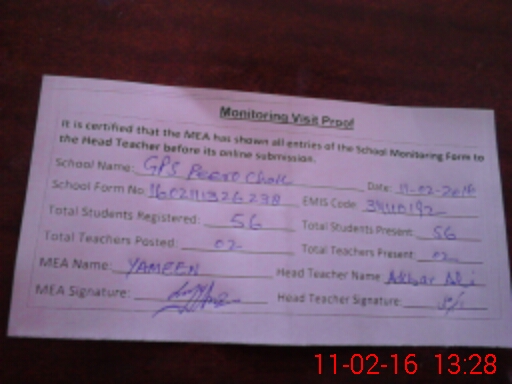 Monitoring Visit Proof
It is certified that the MEA has shown all entries of the School Monitoring Form to
the Head Teacher before its online submission.
School Name: GPS Peero Chak Date: 11-02-2016
School Form No EMIS Code
Total Students Registered: 56 Total Students Present: 56
Total Teachers Posted: 02 Total Teachers Present: 02
MEA Name: YAMEEN Head Teacher Name Akbar Ali
MEA Signature: Head Teacher Signature:
11-02-16 13:28